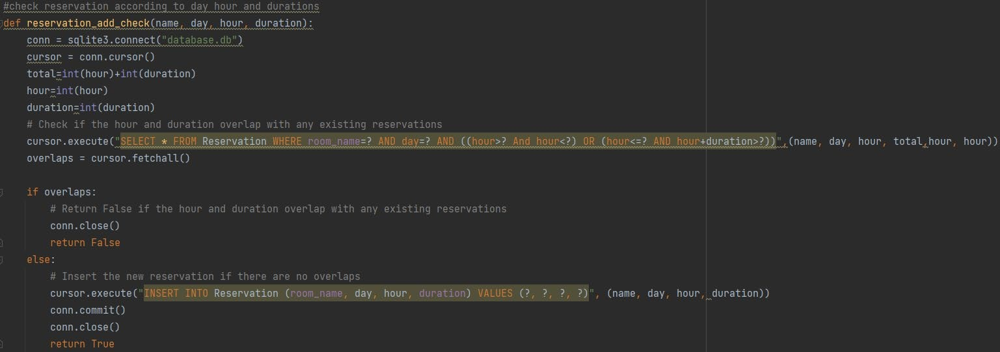 #check reservation according to day hour and durations
def reservation_add_check(name, day, hour, duration):
    conn = sqlite3.connect("database.db")
    cursor = conn.cursor()
    total=int(hour)+int(duration)
    hour=int(hour)
    duration=int(duration)
    # Check if the hour and duration overlap with any existing reservations
    cursor.execute("SELECT * FROM Reservation WHERE room_name=? AND day=? AND ((hour>? And hour<?) OR (hour<=? AND hour+duration>?))",(name, day, hour, total,hour, hour))
    overlaps = cursor.fetchall()

    if overlaps:
        # Return False if the hour and duration overlap with any existing reservations
        conn.close()
        return False
    else:
        # Insert the new reservation if there are no overlaps
        cursor.execute("INSERT INTO Reservation (room_name, day, hour, duration) VALUES (?, ?, ?, ?)", (name, day, hour, duration))
        conn.commit()
        conn.close()
        return True